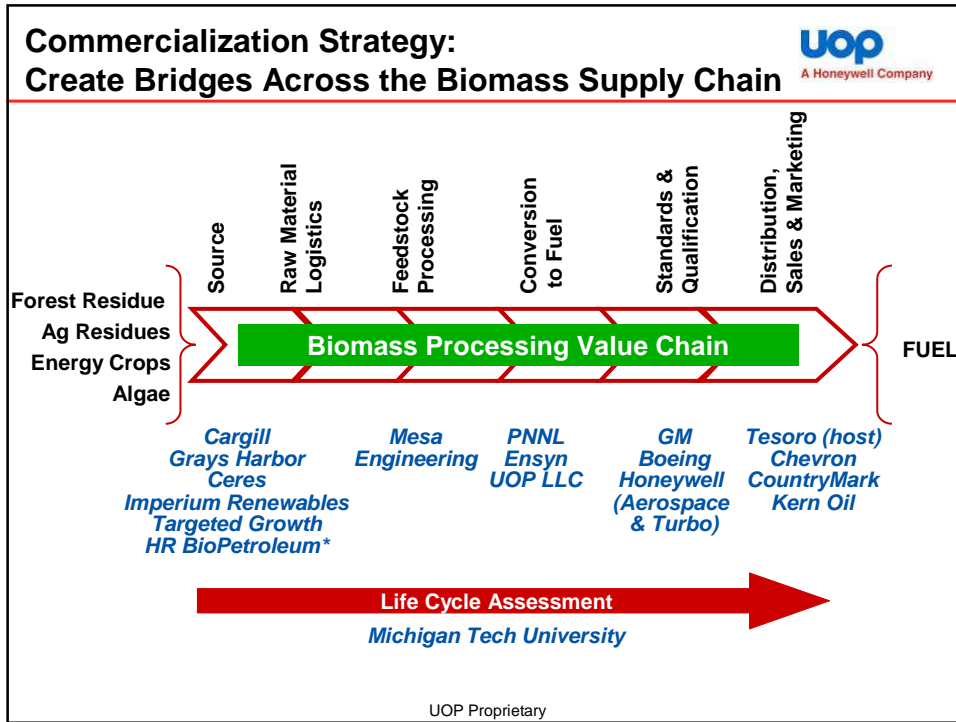 Commercialization Strategy:
Create Bridges Across the Biomass Supply Chain
uop
A Honeywell Company
Source
Raw Material
Logistics
Feedstock
Processing
Conversion
to Fuel
Standards &
Qualification
Distribution,
Sales & Marketing
Forest Residue
Ag Residues
Energy Crops
Algae
Biomass Processing Value Chain
FUEL
Cargill
Grays Harbor
Ceres
Imperium Renewables
Targeted Growth
HR BioPetroleum*
Mesa
Engineering
PNNL
Ensyn
UOP LLC
GM
Boeing
Honeywell
(Aerospace
& Turbo)
Tesoro (host)
Chevron
CountryMark
Kern Oil
Life Cycle Assessment
Michigan Tech University
UOP Proprietary